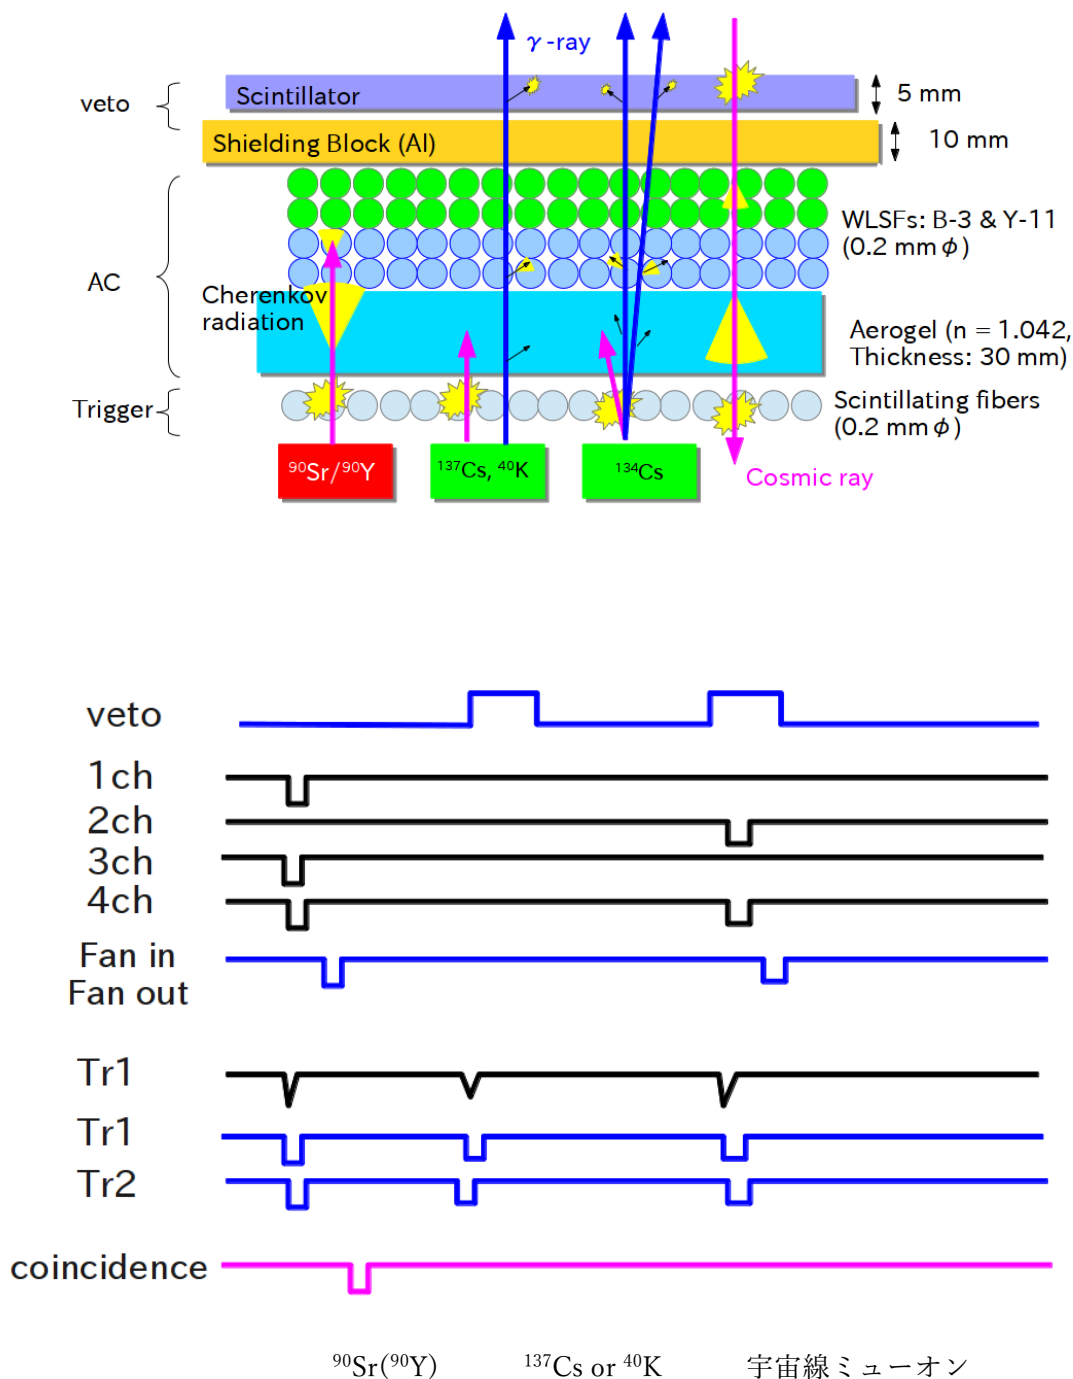 γ-ray
veto
Scintillator
5 mm
Shielding Block (Al)
10 mm
WLSFs: B-3 & Y-11
(0.2 mmφ)
AC
Cherenkov
radiation
Aerogel (n = 1.042,
Thickness: 30 mm)
Trigger
Scintillating fibers
(0.2 mmφ)
⁹⁰Sr/⁹⁰Y
¹³⁷Cs, ⁴⁰K
¹³⁴Cs
Cosmic ray
veto
1ch
2ch
3ch
4ch
Fan in
Fan out
Tr1
Tr1
Tr2
coincidence
⁹⁰Sr(⁹⁰Y)
¹³⁷Cs or ⁴⁰K
宇宙線ミューオン